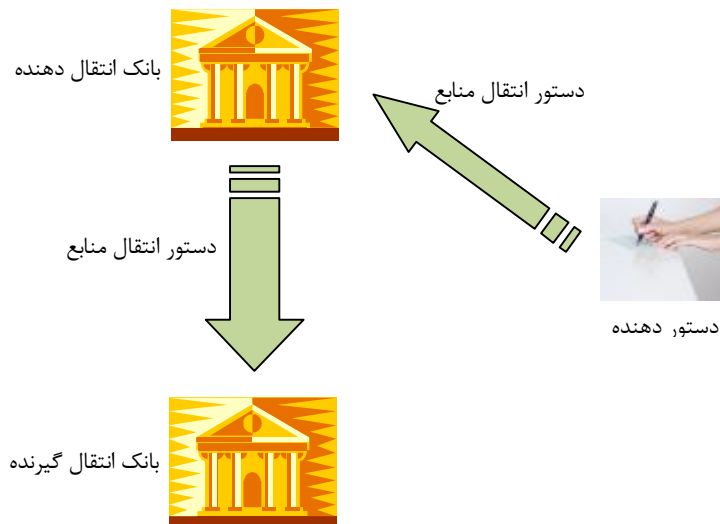 بانک انتقال دهنده
دستور انتقال منابع
دستور انتقال منابع
دستور دهنده
بانک انتقال گیرنده